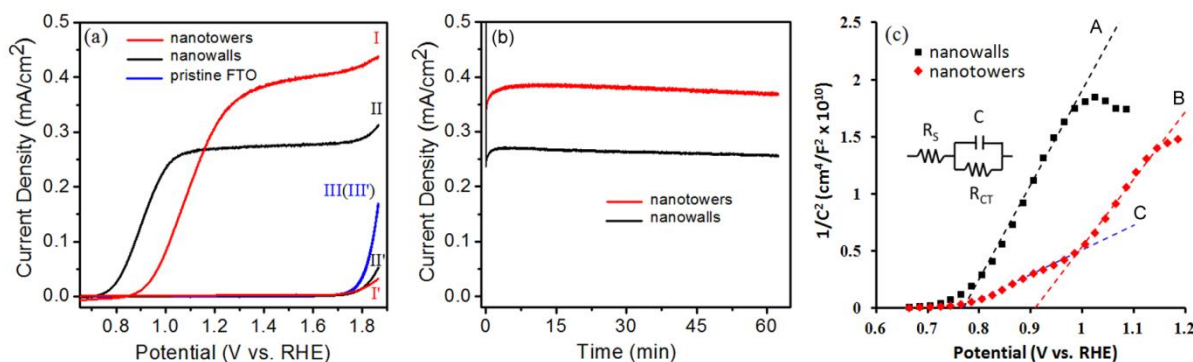 (a)
nanotowers
nanowalls
pristine FTO
I
II
III(III')
II'
I'
0.5
0.4
0.3
0.2
0.1
0.0
Current Density (mA/cm²)
0.8 1.0 1.2 1.4 1.6 1.8
Potential (V vs. RHE)
(b)
nanotowers
nanowalls
0.5
0.4
0.3
0.2
0.1
0.0
Current Density (mA/cm²)
0 15 30 45 60
Time (min)
(c)
nanowalls
nanotowers
A
B
C
R_S
C
R_CT
2.5
2
1.5
1
0.5
0
1/C² (cm⁴/F² x 10¹⁰)
0.6 0.7 0.8 0.9 1 1.1 1.2
Potential (V vs. RHE)